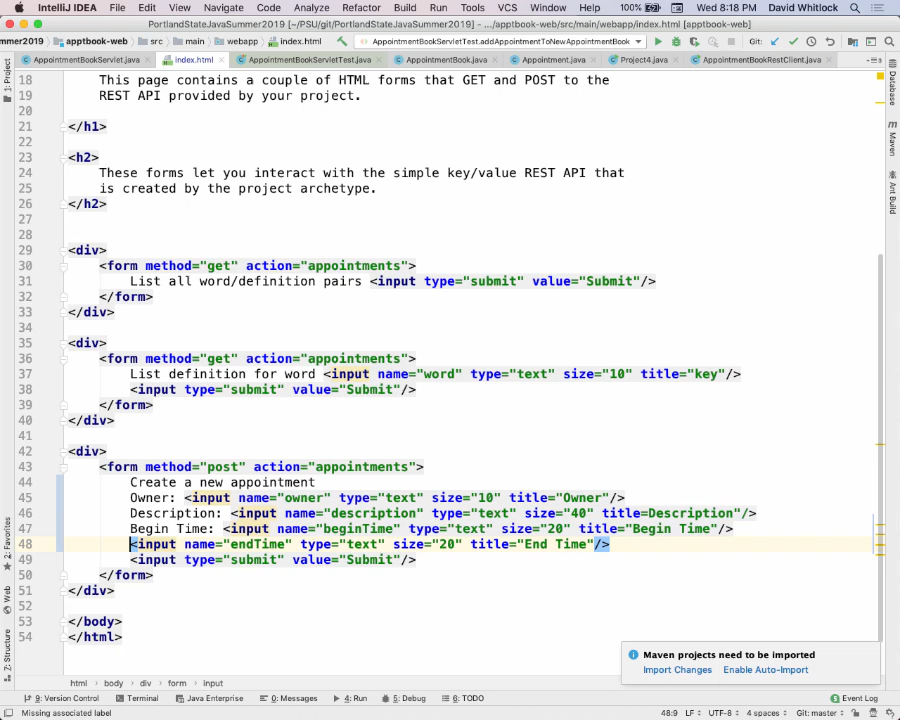 IntelliJ IDEA File Edit View Navigate Code Analyze Refactor Build Run Tools VCS Window Help 100% Wed 8:18 PM David Whitlock
PortlandStateJavaSummer2019 [~/PSU/git/PortlandStateJavaSummer2019] - .../apptbook-web/src/main/webapp/index.html [apptbook-web]
mmer2019 apptbook-web src main webapp index.html AppointmentBookServletTest.addAppointmentToNewAppointmentBook Git:
AppointmentBookServlet.java index.html AppointmentBookServletTest.java AppointmentBook.java Appointment.java Project4.java AppointmentBookRestClient.java
1: Project
Database
Maven
Ant Build
18 This page contains a couple of HTML forms that GET and POST to the
19 REST API provided by your project.
20
21 </h1>
22
23 <h2>
24 These forms let you interact with the simple key/value REST API that
25 is created by the project archetype.
26 </h2>
27
28
29 <div>
30 <form method="get" action="appointments">
31 List all word/definition pairs <input type="submit" value="Submit"/>
32 </form>
33 </div>
34
35 <div>
36 <form method="get" action="appointments">
37 List definition for word <input name="word" type="text" size="10" title="key"/>
38 <input type="submit" value="Submit"/>
39 </form>
40 </div>
41
42 <div>
43 <form method="post" action="appointments">
44 Create a new appointment
45 Owner: <input name="owner" type="text" size="10" title="Owner"/>
46 Description: <input name="description" type="text" size="40" title=Description"/>
47 Begin Time: <input name="beginTime" type="text" size="20" title="Begin Time"/>
48 <input name="endTime" type="text" size="20" title="End Time"/>
49 <input type="submit" value="Submit"/>
50 </form>
51 </div>
52
53 </body>
54 </html>
2: Favorites
Web
7: Structure
Maven projects need to be imported
Import Changes Enable Auto-Import
html body div form input
9: Version Control Terminal Java Enterprise 0: Messages 4: Run 5: Debug 6: TODO Event Log
Missing associated label 48:9 LF UTF-8 4 spaces Git: master